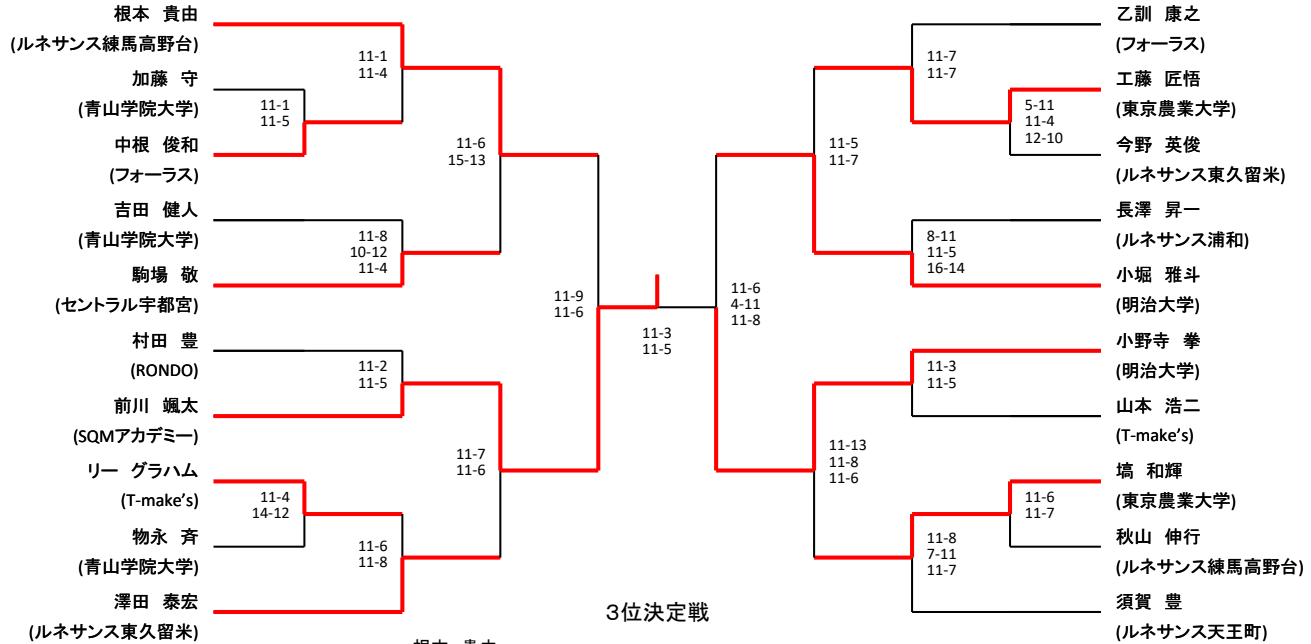 根本 貴由
(ルネサンス練馬高野台)
加藤 守
(青山学院大学)
中根 俊和
(フォーラス)
吉田 健人
(青山学院大学)
駒場 敬
(セントラル宇都宮)
村田 豊
(RONDO)
前川 颯太
(SQMアカデミー)
リー グラハム
(T-make's)
物永 斉
(青山学院大学)
澤田 泰宏
(ルネサンス東久留米)
11-1
11-5
11-4
14-12
11-1
11-4
11-8
10-12
11-4
11-2
11-5
11-6
11-8
11-6
15-13
11-7
11-6
11-9
11-6
11-3
11-5
11-6
4-11
11-8
11-5
11-7
11-13
11-8
11-6
11-7
11-7
8-11
11-5
16-14
11-3
11-5
11-8
7-11
11-7
5-11
11-4
12-10
11-6
11-7
乙訓 康之
(フォーラス)
工藤 匠悟
(東京農業大学)
今野 英俊
(ルネサンス東久留米)
長澤 昇一
(ルネサンス浦和)
小堀 雅斗
(明治大学)
小野寺 拳
(明治大学)
山本 浩二
(T-make's)
塙 和輝
(東京農業大学)
秋山 伸行
(ルネサンス練馬高野台)
須賀 豊
(ルネサンス天王町)
3位決定戦